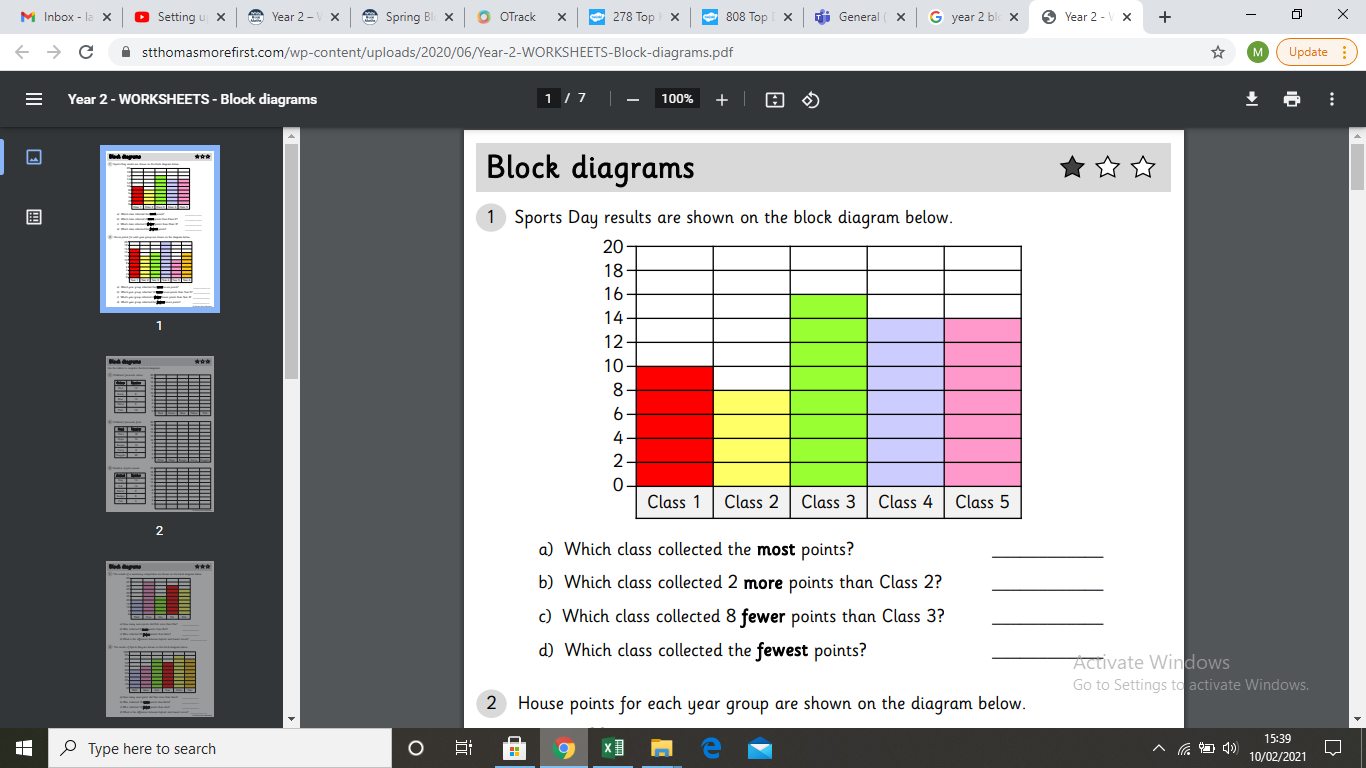 Inbox - la
Setting u
Year 2 – W
Spring Bl
OTrack
278 Top
808 Top
General (
year 2 blo
Year 2 - W
stthomasmorefirst.com/wp-content/uploads/2020/06/Year-2-WORKSHEETS-Block-diagrams.pdf
M
Update
Year 2 - WORKSHEETS - Block diagrams
1 / 7
100%
1
2
Block diagrams
1 Sports Day results are shown on the block diagram below.
20
18
16
14
12
10
8
6
4
2
0
Class 1 Class 2 Class 3 Class 4 Class 5
a) Which class collected the most points?
b) Which class collected 2 more points than Class 2?
c) Which class collected 8 fewer points than Class 3?
d) Which class collected the fewest points?
2 House points for each year group are shown on the diagram below.
Activate Windows
Go to Settings to activate Windows.
Type here to search
15:39
10/02/2021